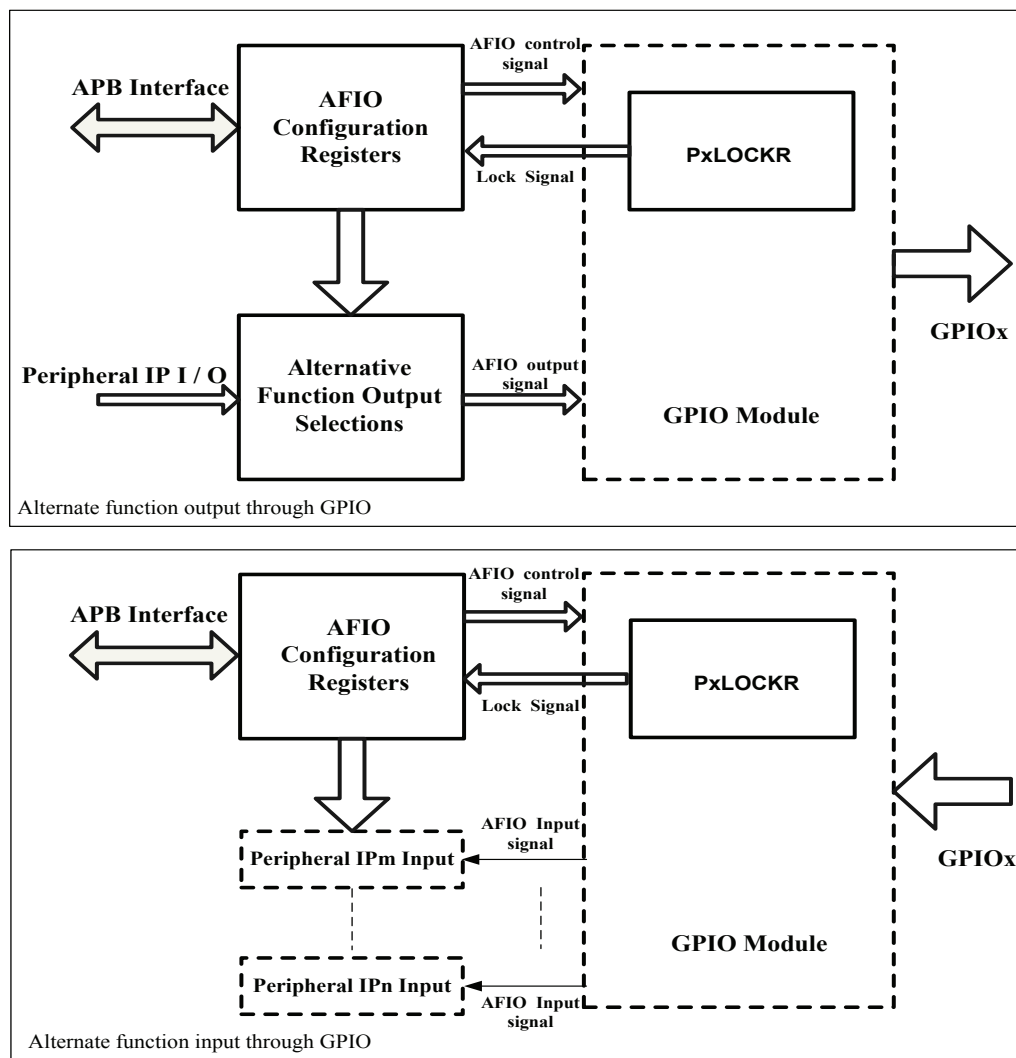 AFIO control
signal
APB Interface
AFIO
Configuration
Registers
PxLOCKR
Lock Signal
GPIOx
Peripheral IP I / O
Alternative
Function Output
Selections
AFIO output
signal
GPIO Module
Alternate function output through GPIO
AFIO control
signal
APB Interface
AFIO
Configuration
Registers
PxLOCKR
Lock Signal
AFIO Input
signal
Peripheral IPm Input
GPIOx
GPIO Module
Peripheral IPn Input
AFIO Input
signal
Alternate function input through GPIO